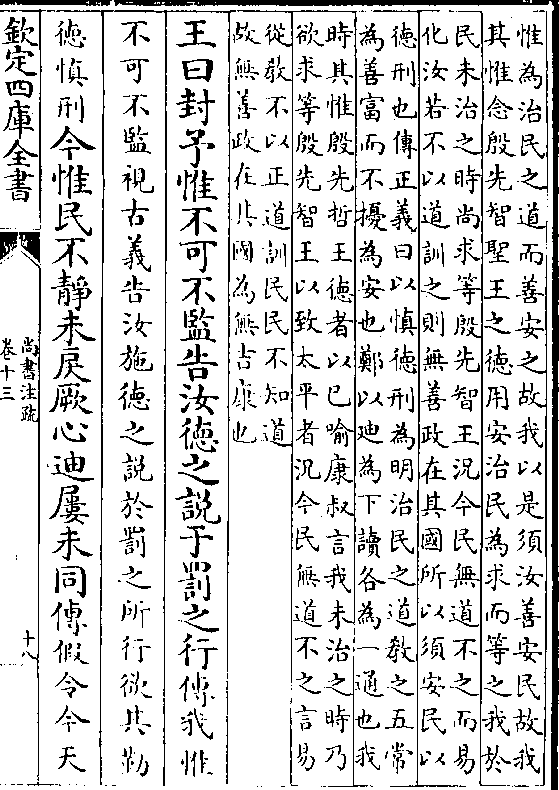 惟為治民之道而善安之故我以是須汝善安民故我
其惟念殷先智聖王之德用安治民為求而等之我於
民未治之時尚求等殷先智王況今民無道不之而易
化汝若不以道訓之則無善政在其國所以須安民以
德刑也傳正義曰以慎德刑為明治民之道教之五常
為善富而不擾為安也鄭以迪為下讀各為一通也我
時其惟殷先哲王德者以己喻康叔言我未治之時乃
欲求等殷先智王以致太平者況今民無道不之言易
從教不以正道訓民民不知道
故無善政在其國為無吉康也
王曰封予惟不可不監告汝德之説于罰之行傳我惟
不可不監視古義告汝施德之説於罰之所行欲其勤
德慎刑今惟民不静未戾厥心迪屢未同傳假令今天
欽定四庫全書
尚書注疏
卷十三
十八